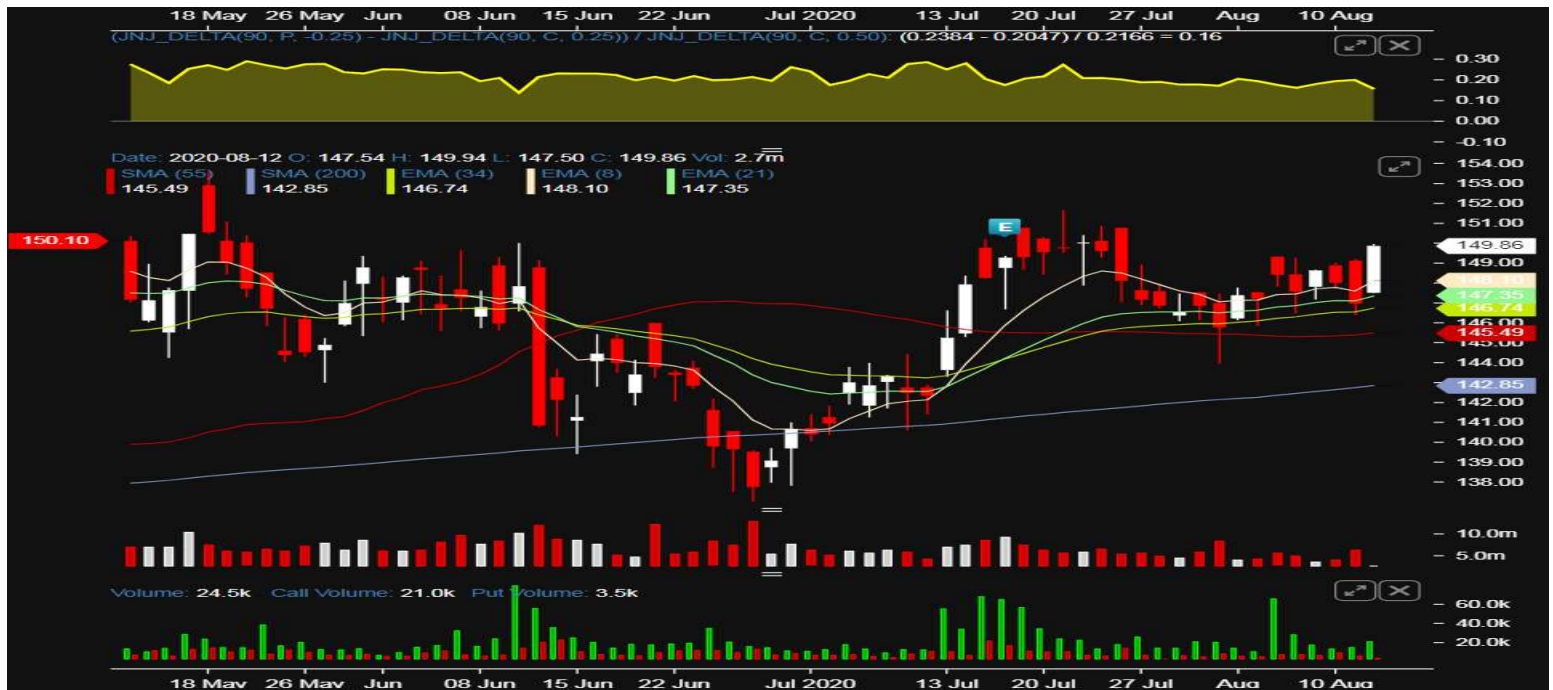 18 May 26 May Jun 08 Jun 15 Jun 22 Jun Jul 2020 13 Jul 20 Jul 27 Jul Aug 10 Aug
(JNJ_DELTA(90, P, -0.25) - JNJ_DELTA(90, C, 0.25)) / JNJ_DELTA(90, C, 0.50): (0.2384 - 0.2047) / 0.2166 = 0.16
0.30
0.20
0.10
0.00
-0.10
Date: 2020-08-12 O: 147.54 H: 149.94 L: 147.50 C: 149.86 Vol: 2.7m
SMA (55) SMA (200) EMA (34) EMA (8) EMA (21)
145.49 142.85 146.74 148.10 147.35
154.00
153.00
152.00
151.00
150.10
E
149.86
149.00
148.10
147.35
146.74
146.00
145.49
145.00
144.00
142.85
142.00
141.00
140.00
139.00
138.00
10.0m
5.0m
Volume: 24.5k Call Volume: 21.0k Put Volume: 3.5k
60.0k
40.0k
20.0k
18 May 26 May Jun 08 Jun 15 Jun 22 Jun Jul 2020 13 Jul 20 Jul 27 Jul Aug 10 Aug